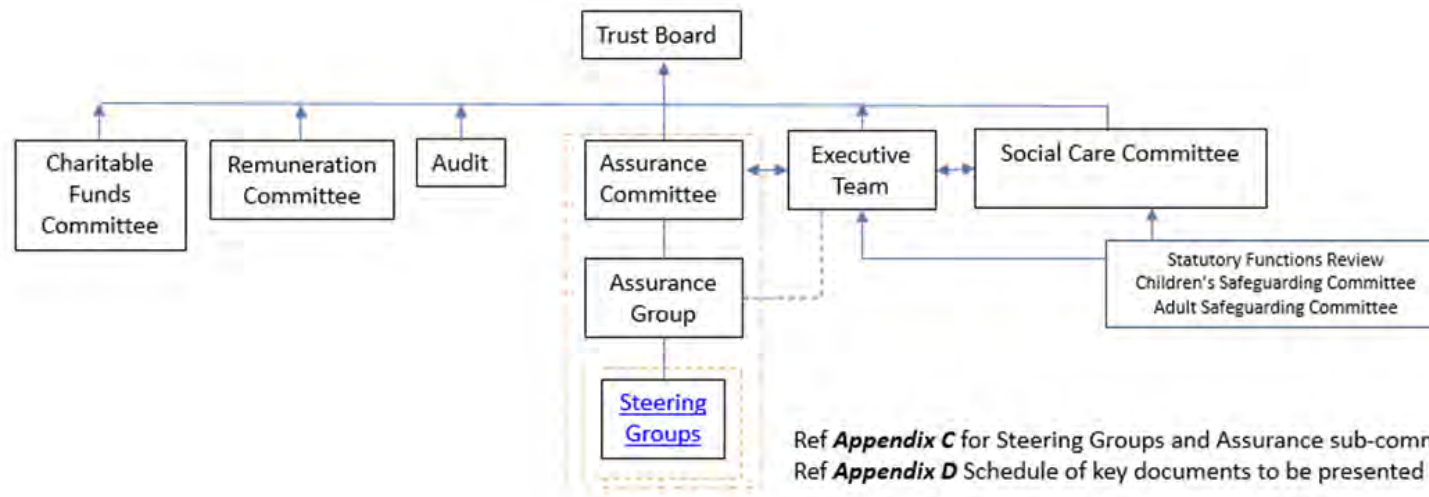 Trust Board
Charitable
Funds
Committee
Remuneration
Committee
Audit
Assurance
Committee
Executive
Team
Social Care Committee
Assurance
Group
Statutory Functions Review
Children's Safeguarding Committee
Adult Safeguarding Committee
Steering
Groups
Ref Appendix C for Steering Groups and Assurance sub-comm
Ref Appendix D Schedule of key documents to be presented